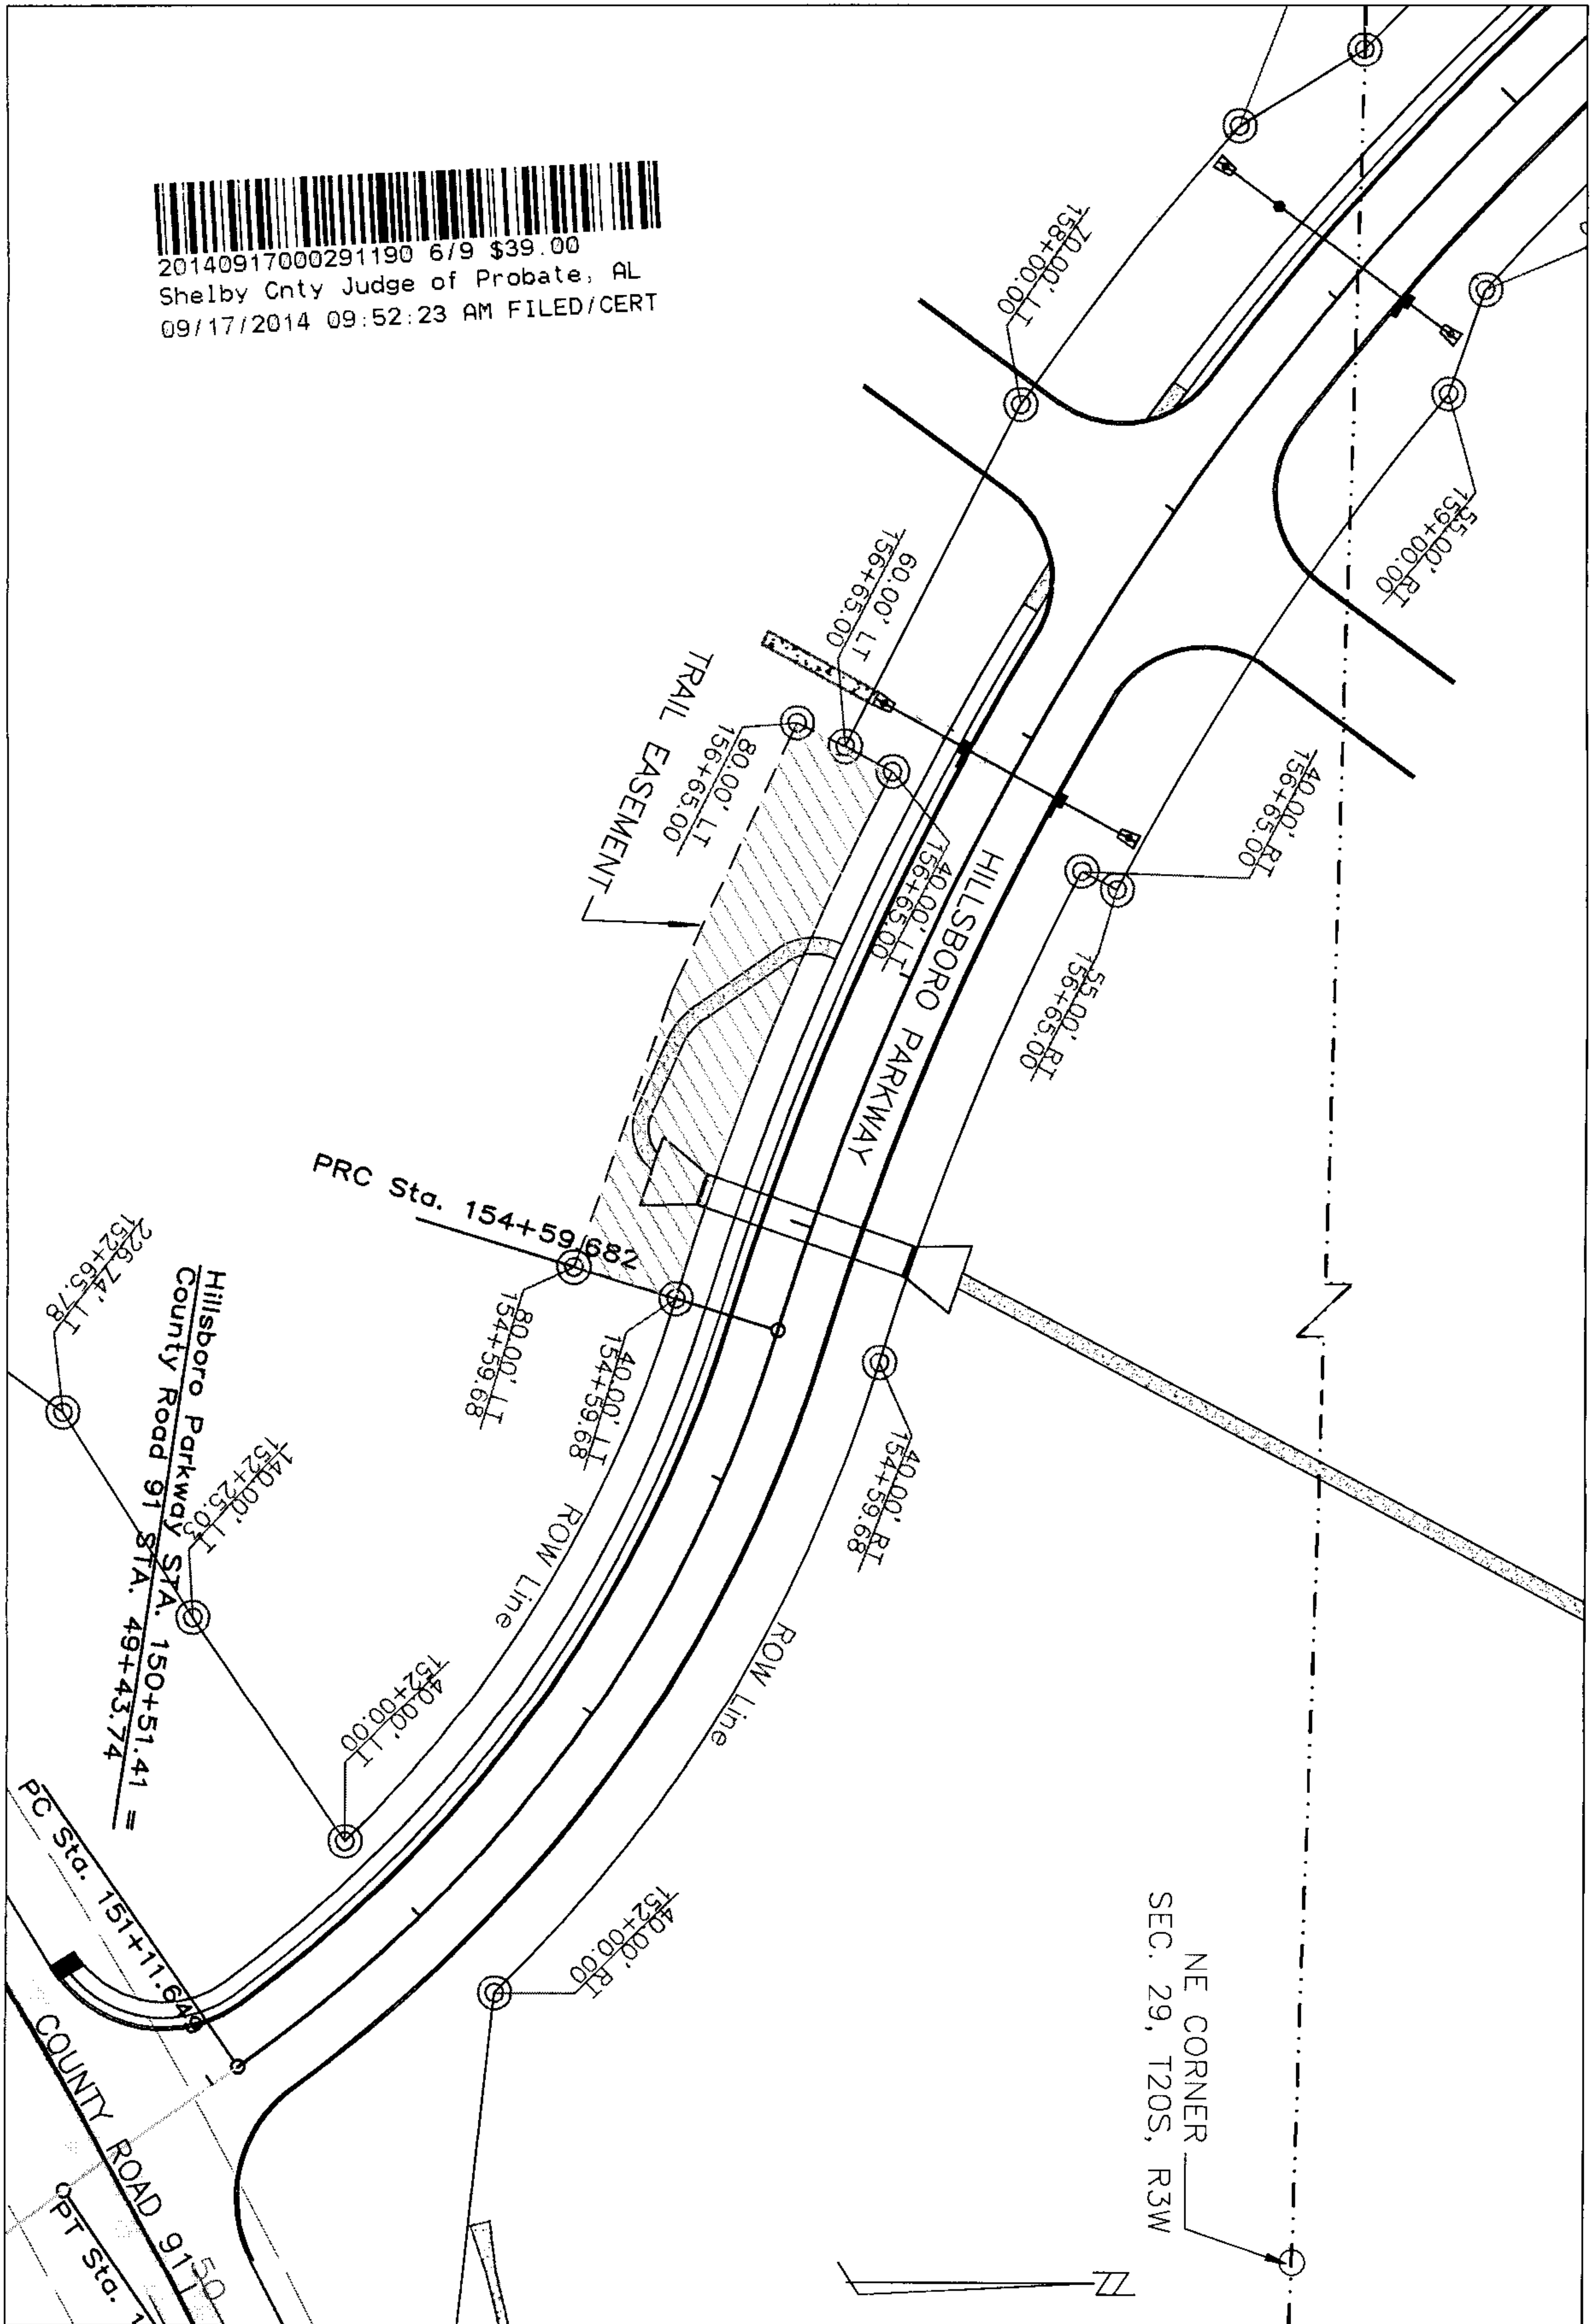 20140917000291190 6/9 $39.00
Shelby Cnty Judge of Probate, AL
09/17/2014 09:52:23 AM FILED/CERT
70.00' LT
158+00.00
55.00' RT
159+00.00
60.00' LT
156+65.00
TRAIL EASEMENT
80.00' LT
156+65.00
40.00' LT
156+65.00
40.00' RT
156+65.00
55.00' RT
156+65.00
HILLSBORO PARKWAY
PRC Sta. 154+59.682
80.00' LT
154+59.68
40.00' LT
154+59.68
40.00' RT
154+59.68
226.74' LT
152+65.78
140.00' LT
152+25.03
Hillsboro Parkway STA. 150+51.41 =
County Road 91 STA. 49+43.74
ROW Line
ROW Line
40.00' LT
152+00.00
40.00' RT
152+00.00
PC Sta. 151+11.649
NE CORNER
SEC. 29, T20S, R3W
COUNTY ROAD 91
50
PT Sta. 1
N